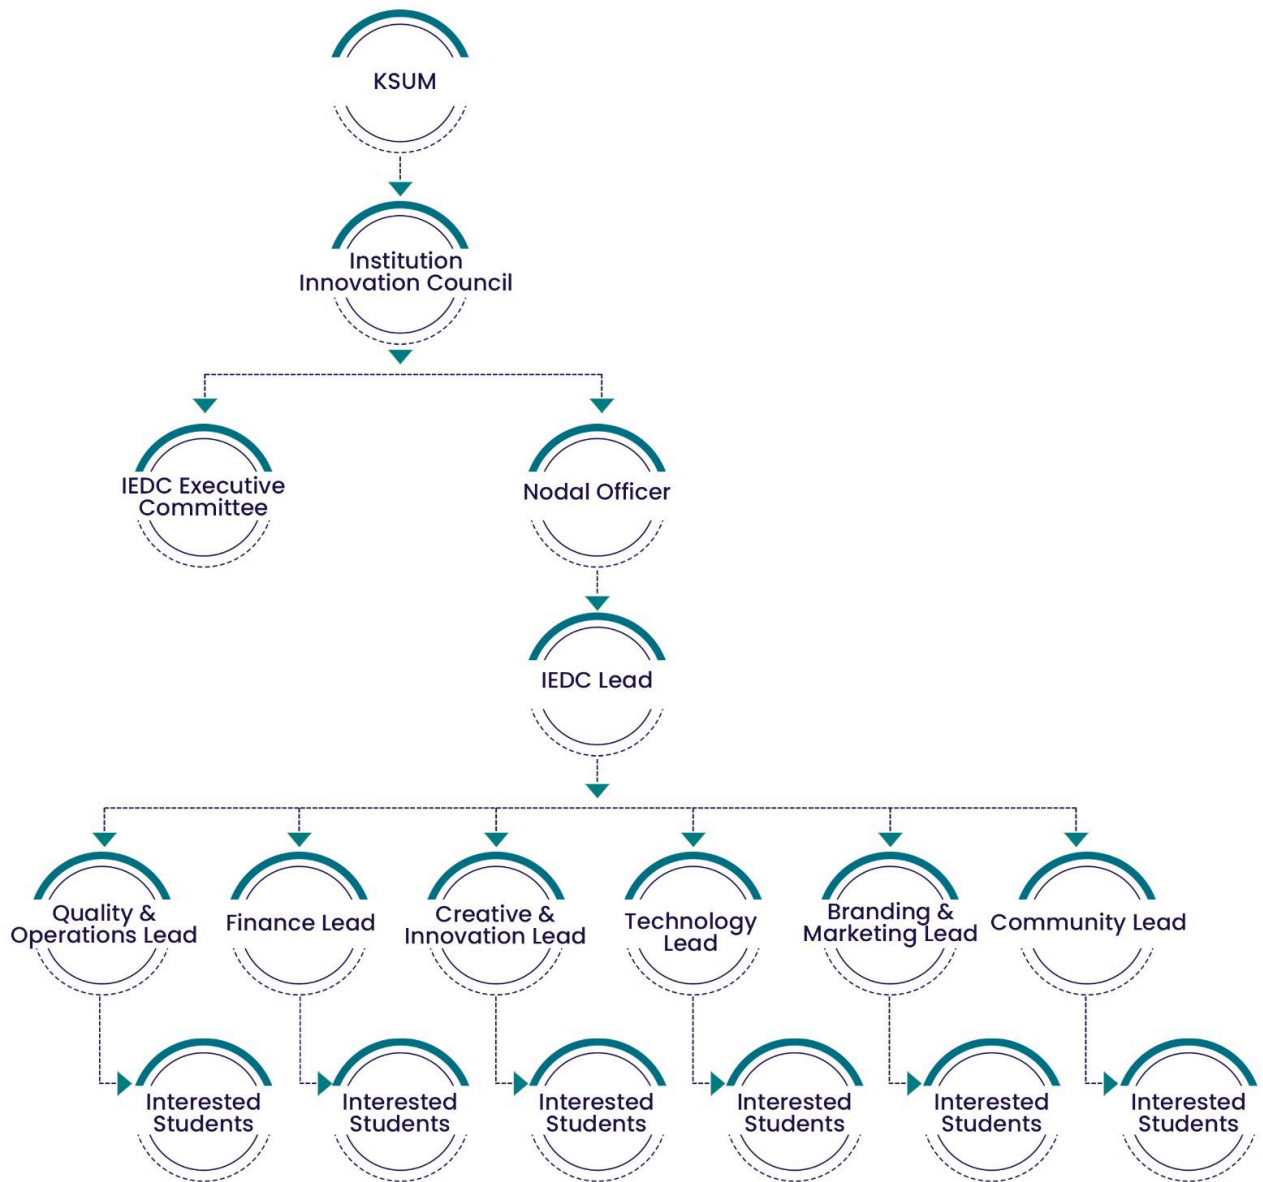 KSUM
Institution
Innovation Council
IEDC Executive
Committee
Nodal Officer
IEDC Lead
Quality &
Operations Lead
Finance Lead
Creative &
Innovation Lead
Technology
Lead
Branding &
Marketing Lead
Community Lead
Interested
Students
Interested
Students
Interested
Students
Interested
Students
Interested
Students
Interested
Students